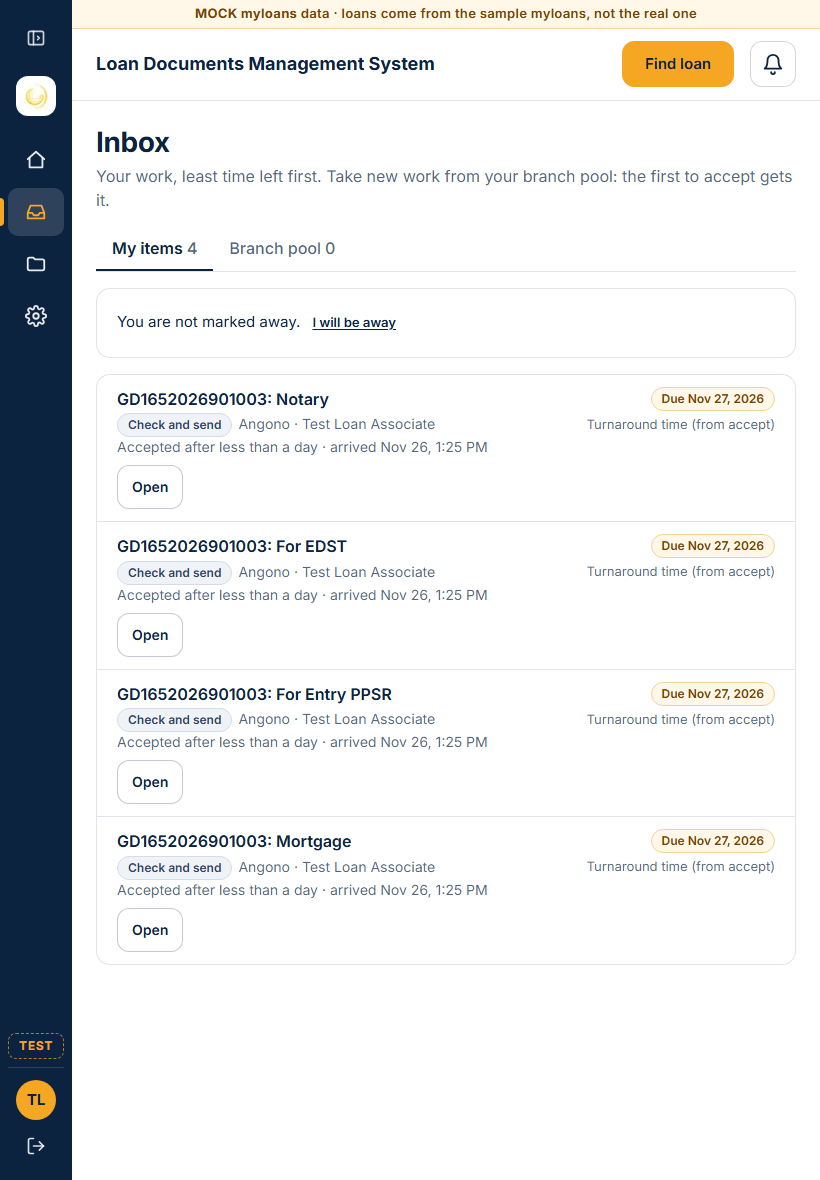 MOCK myloans data · loans come from the sample myloans, not the real one
Loan Documents Management System
Find loan
Inbox
Your work, least time left first. Take new work from your branch pool: the first to accept gets
it.
My items 4
Branch pool 0
You are not marked away. I will be away
GD1652026901003: Notary
Due Nov 27, 2026
Check and send Angono · Test Loan Associate
Turnaround time (from accept)
Accepted after less than a day · arrived Nov 26, 1:25 PM
Open
GD1652026901003: For EDST
Due Nov 27, 2026
Check and send Angono · Test Loan Associate
Turnaround time (from accept)
Accepted after less than a day · arrived Nov 26, 1:25 PM
Open
GD1652026901003: For Entry PPSR
Due Nov 27, 2026
Check and send Angono · Test Loan Associate
Turnaround time (from accept)
Accepted after less than a day · arrived Nov 26, 1:25 PM
Open
GD1652026901003: Mortgage
Due Nov 27, 2026
Check and send Angono · Test Loan Associate
Turnaround time (from accept)
Accepted after less than a day · arrived Nov 26, 1:25 PM
Open
TEST
TL